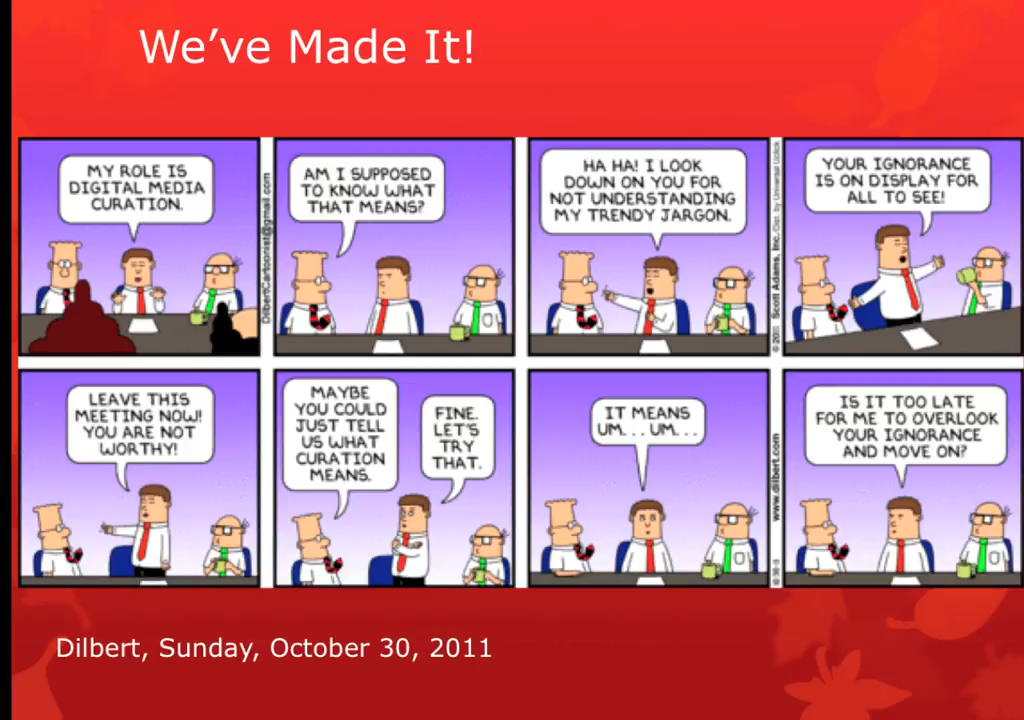 We’ve Made It!
MY ROLE IS
DIGITAL MEDIA
CURATION.
DilbertCartoonist@gmail.com
AM I SUPPOSED
TO KNOW WHAT
THAT MEANS?
HA HA! I LOOK
DOWN ON YOU FOR
NOT UNDERSTANDING
MY TRENDY JARGON.
Scott Adams, Inc.
YOUR IGNORANCE
IS ON DISPLAY FOR
ALL TO SEE!
LEAVE THIS
MEETING NOW!
YOU ARE NOT
WORTHY!
MAYBE
YOU COULD
JUST TELL
US WHAT
CURATION
MEANS.
FINE.
LET'S
TRY
THAT.
IT MEANS
UM. . . UM. . .
www.dilbert.com
IS IT TOO LATE
FOR ME TO OVERLOOK
YOUR IGNORANCE
AND MOVE ON?
Dilbert, Sunday, October 30, 2011